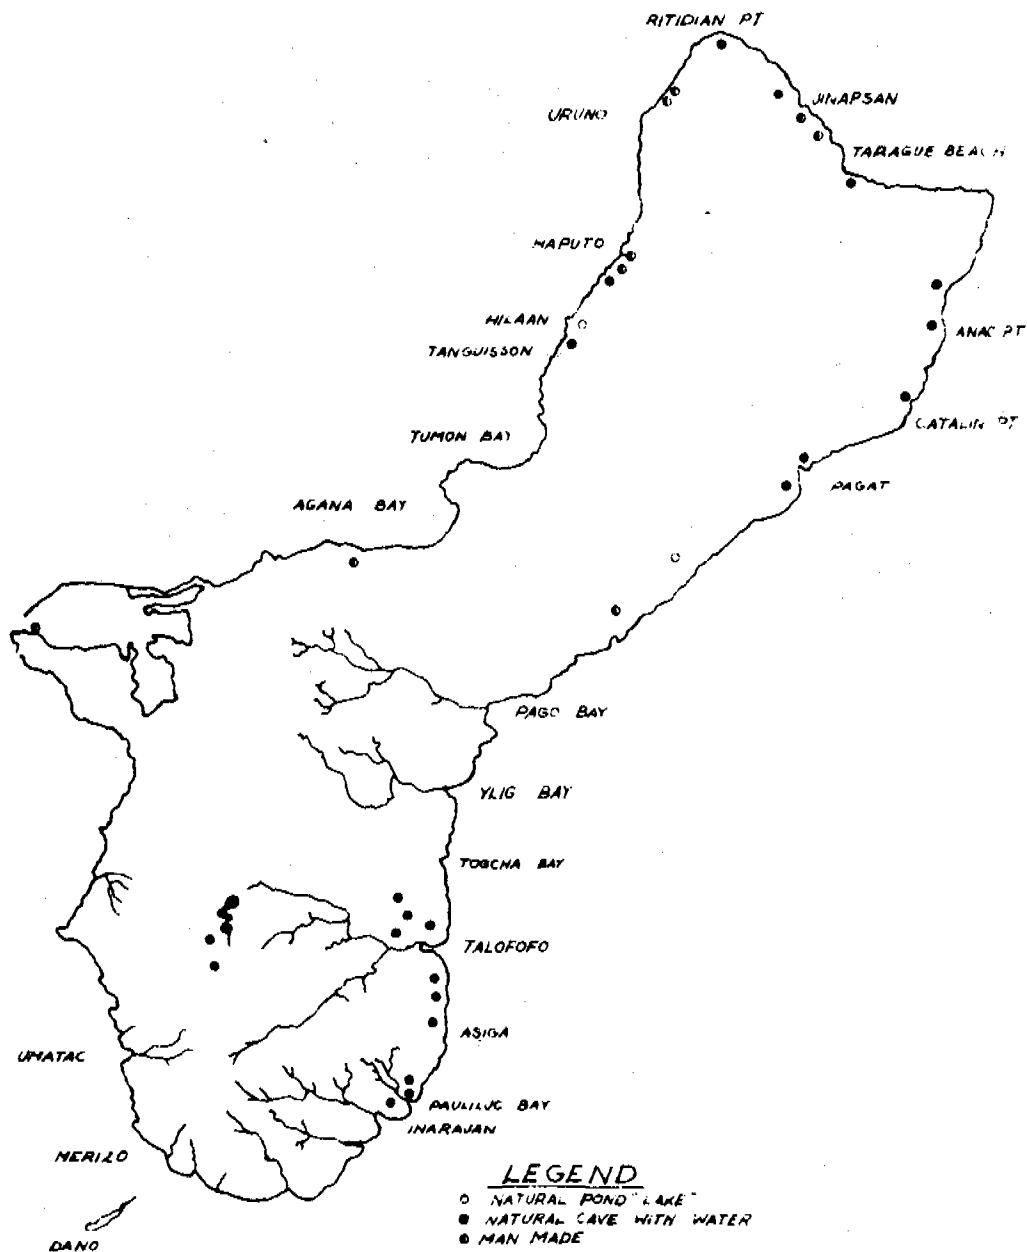 RITIDIAN PT
JINAPSAN
URUNO
TARAGUE BEACH
HAPUTO
HILAAN
ANAO PT
TANGUISSON
CATALIN PT
TUMON BAY
PAGAT
AGANA BAY
PAGO BAY
YLIG BAY
TOGCHA BAY
TALOFOFO
ASIGA
UMATAC
PAULILUC BAY
INARAJAN
MERIZO
LEGEND
NATURAL POND "LAKE"
NATURAL CAVE WITH WATER
MAN MADE
DANO